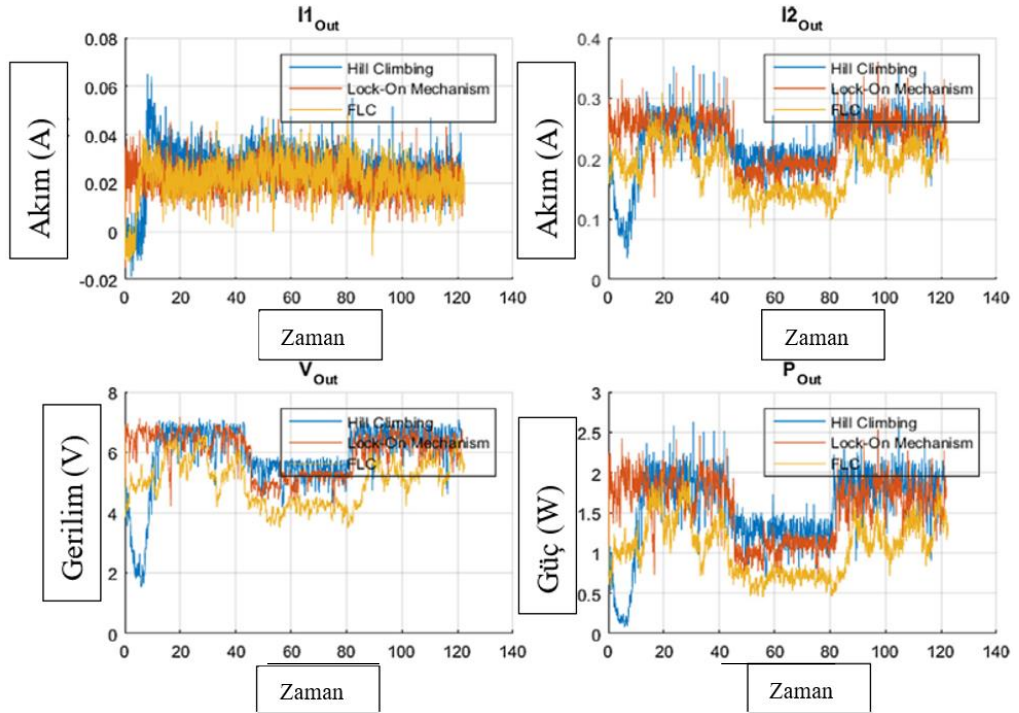 I1Out
Akım (A)
0.08
0.06
0.04
0.02
0
-0.02
Hill Climbing
Lock-On Mechanism
FLC
0 20 40 60 80 100 120 140
Zaman
I2Out
Akım (A)
0.4
0.3
0.2
0.1
0
Hill Climbing
Lock-On Mechanism
FLC
0 20 40 60 80 100 120 140
Zaman
VOut
Gerilim (V)
8
6
4
2
0
Hill Climbing
Lock-On Mechanism
FLC
0 20 40 60 80 100 120 140
Zaman
POut
Güç (W)
3
2.5
2
1.5
1
0.5
0
Hill Climbing
Lock-On Mechanism
FLC
0 20 40 60 80 100 120 140
Zaman